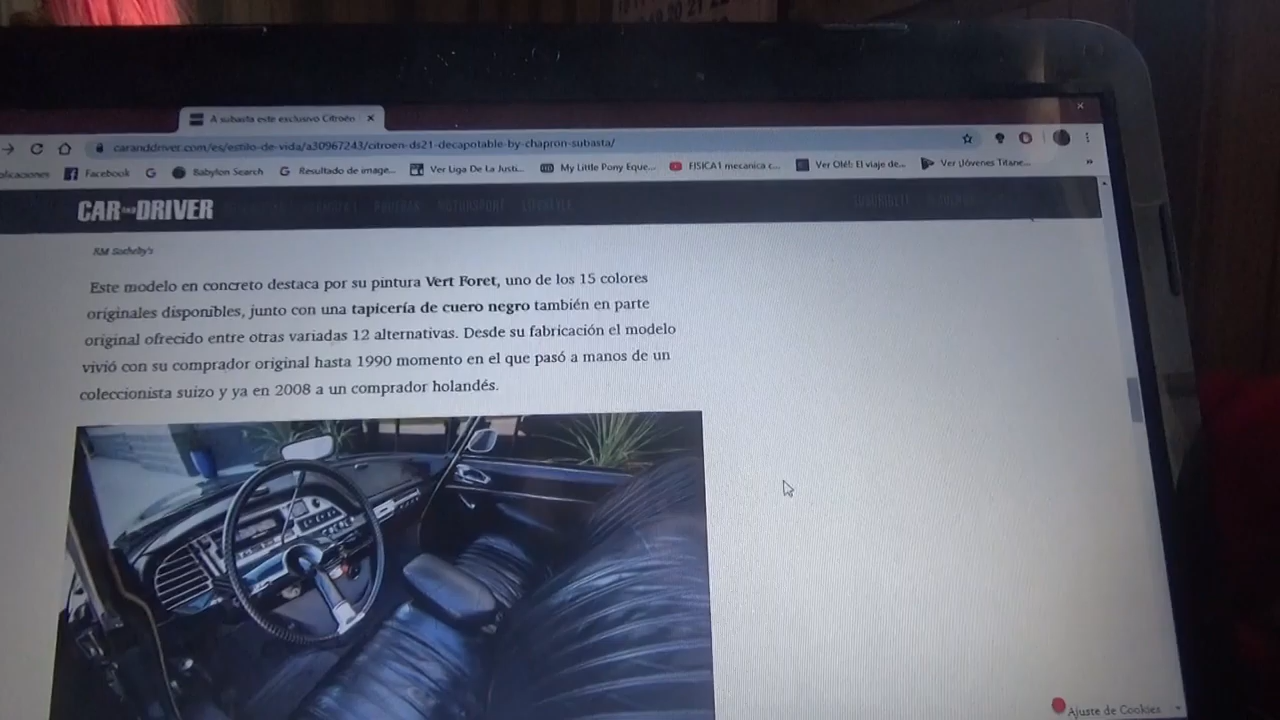 19 20 21 22
A subasta este exclusivo Citroën
caranddriver.com/es/estilo-de-vida/a30967243/citroen-ds21-decapotable-by-chapron-subasta/
Facebook Babylon Search Resultado de image... Ver Liga De La Justi... My Little Pony Eque... FISICA1 mecanica c... Ver Olé!: El viaje de... Ver Jóvenes Titane... »
CAR AND DRIVER MOTORSPORT
RM Sotheby's
Este modelo en concreto destaca por su pintura Vert Foret, uno de los 15 colores
originales disponibles, junto con una tapicería de cuero negro también en parte
original ofrecido entre otras variadas 12 alternativas. Desde su fabricación el modelo
vivió con su comprador original hasta 1990 momento en el que pasó a manos de un
coleccionista suizo y ya en 2008 a un comprador holandés.
Ajuste de Cookies